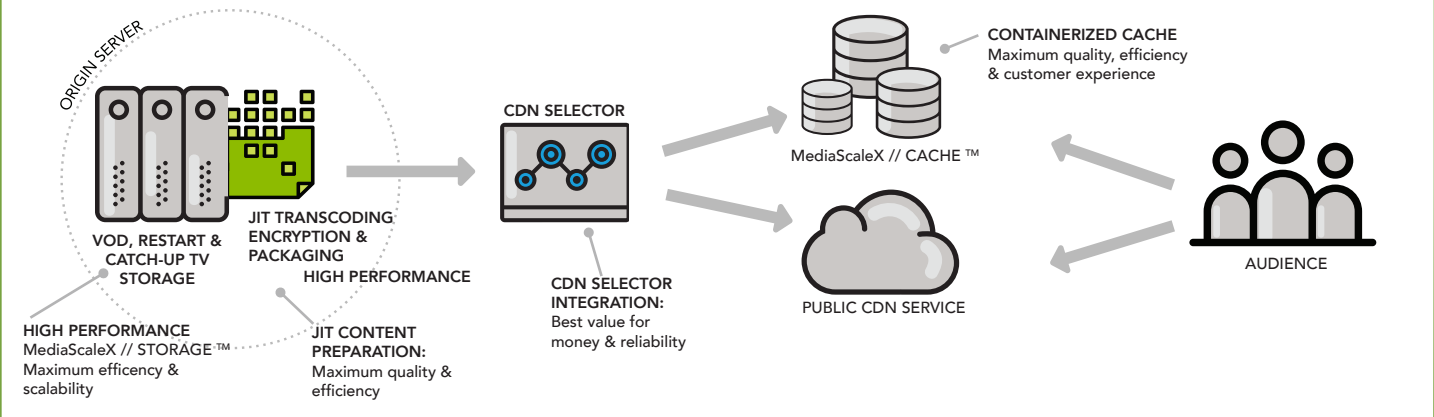 ORIGIN SERVER
VOD, RESTART &
CATCH-UP TV
STORAGE
JIT TRANSCODING
ENCRYPTION &
PACKAGING
HIGH PERFORMANCE
HIGH PERFORMANCE
MediaScaleX // STORAGE ™
Maximum efficency &
scalability
JIT CONTENT
PREPARATION:
Maximum quality &
efficiency
CDN SELECTOR
CDN SELECTOR
INTEGRATION:
Best value for
money & reliability
CONTAINERIZED CACHE
Maximum quality, efficiency
& customer experience
MediaScaleX // CACHE ™
PUBLIC CDN SERVICE
AUDIENCE